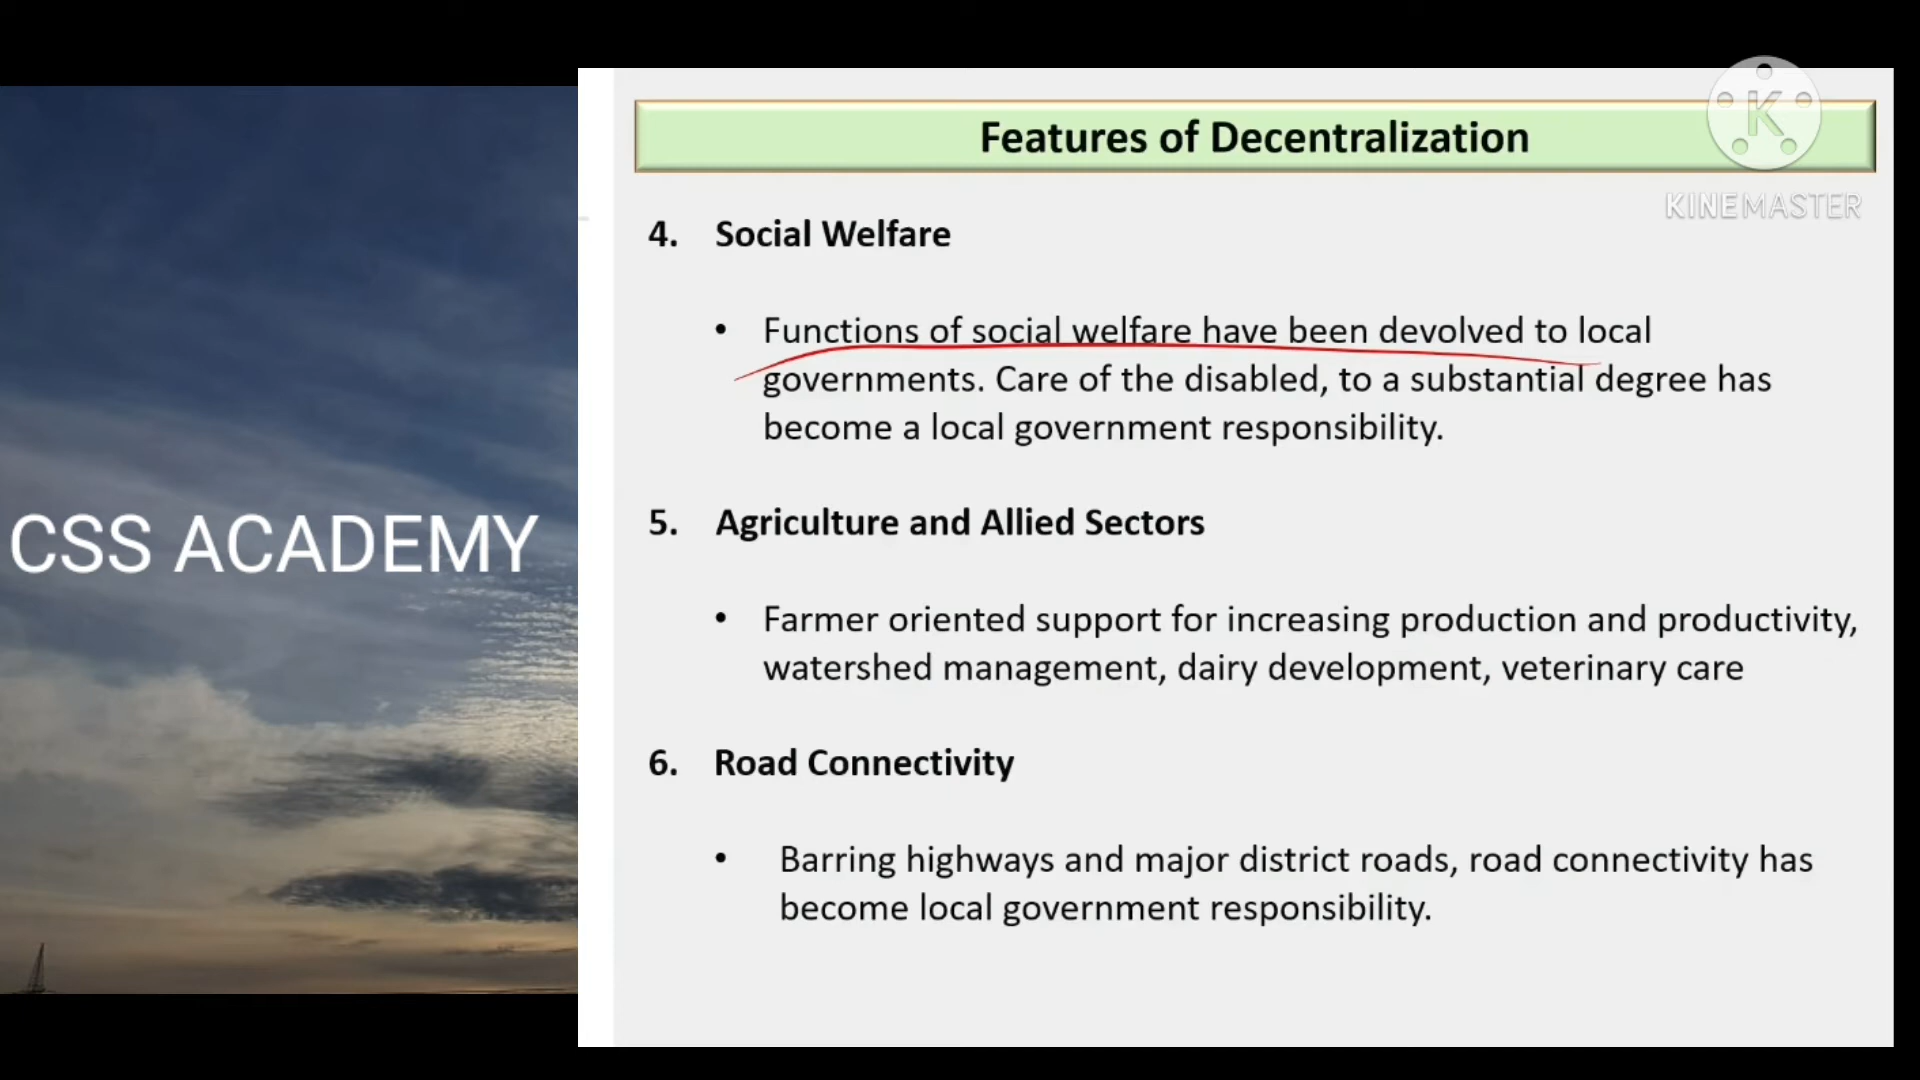 CSS ACADEMY
Features of Decentralization
K
KINEMASTER
4. Social Welfare
• Functions of social welfare have been devolved to local
governments. Care of the disabled, to a substantial degree has
become a local government responsibility.
5. Agriculture and Allied Sectors
• Farmer oriented support for increasing production and productivity,
watershed management, dairy development, veterinary care
6. Road Connectivity
• Barring highways and major district roads, road connectivity has
become local government responsibility.